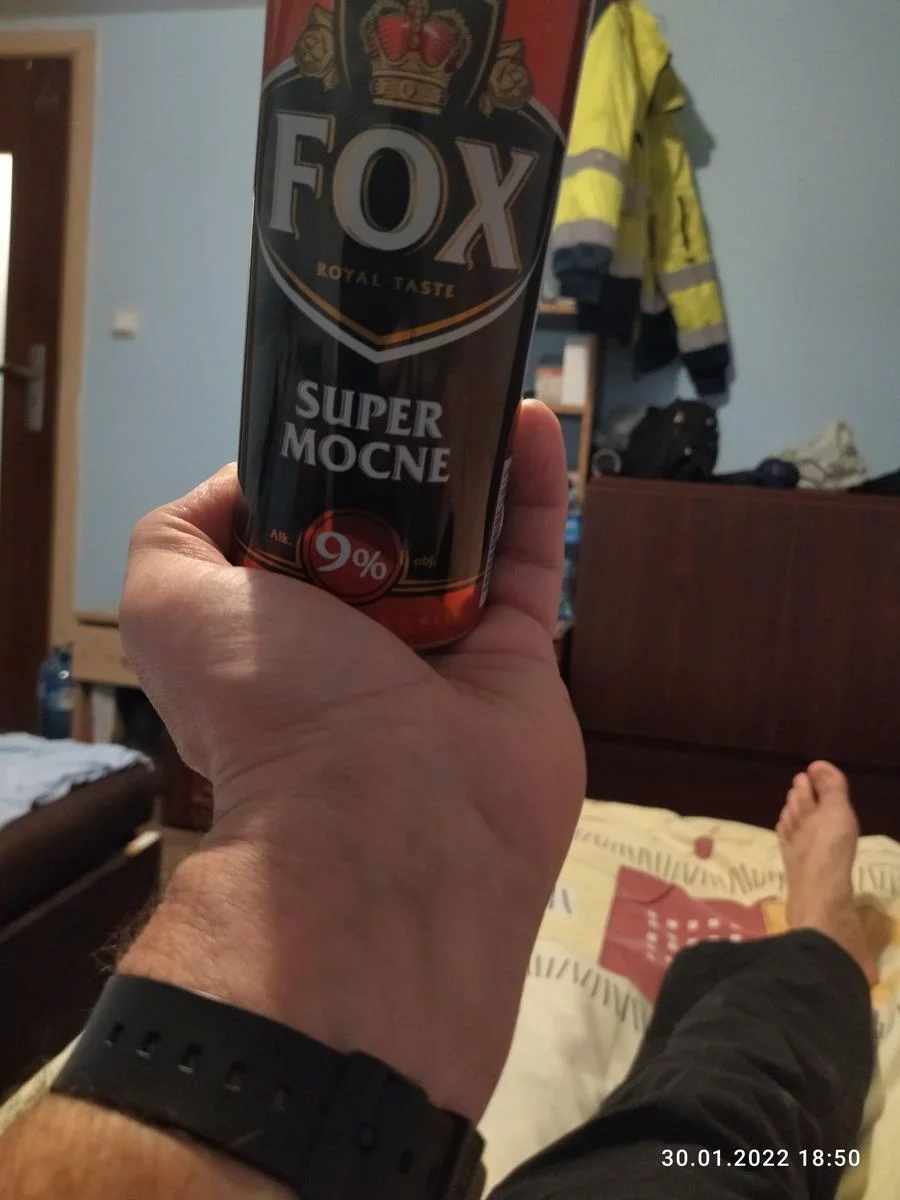 FOX
ROYAL TASTE
SUPER
MOCNE
Alk. 9% obj.
30.01.2022 18:50